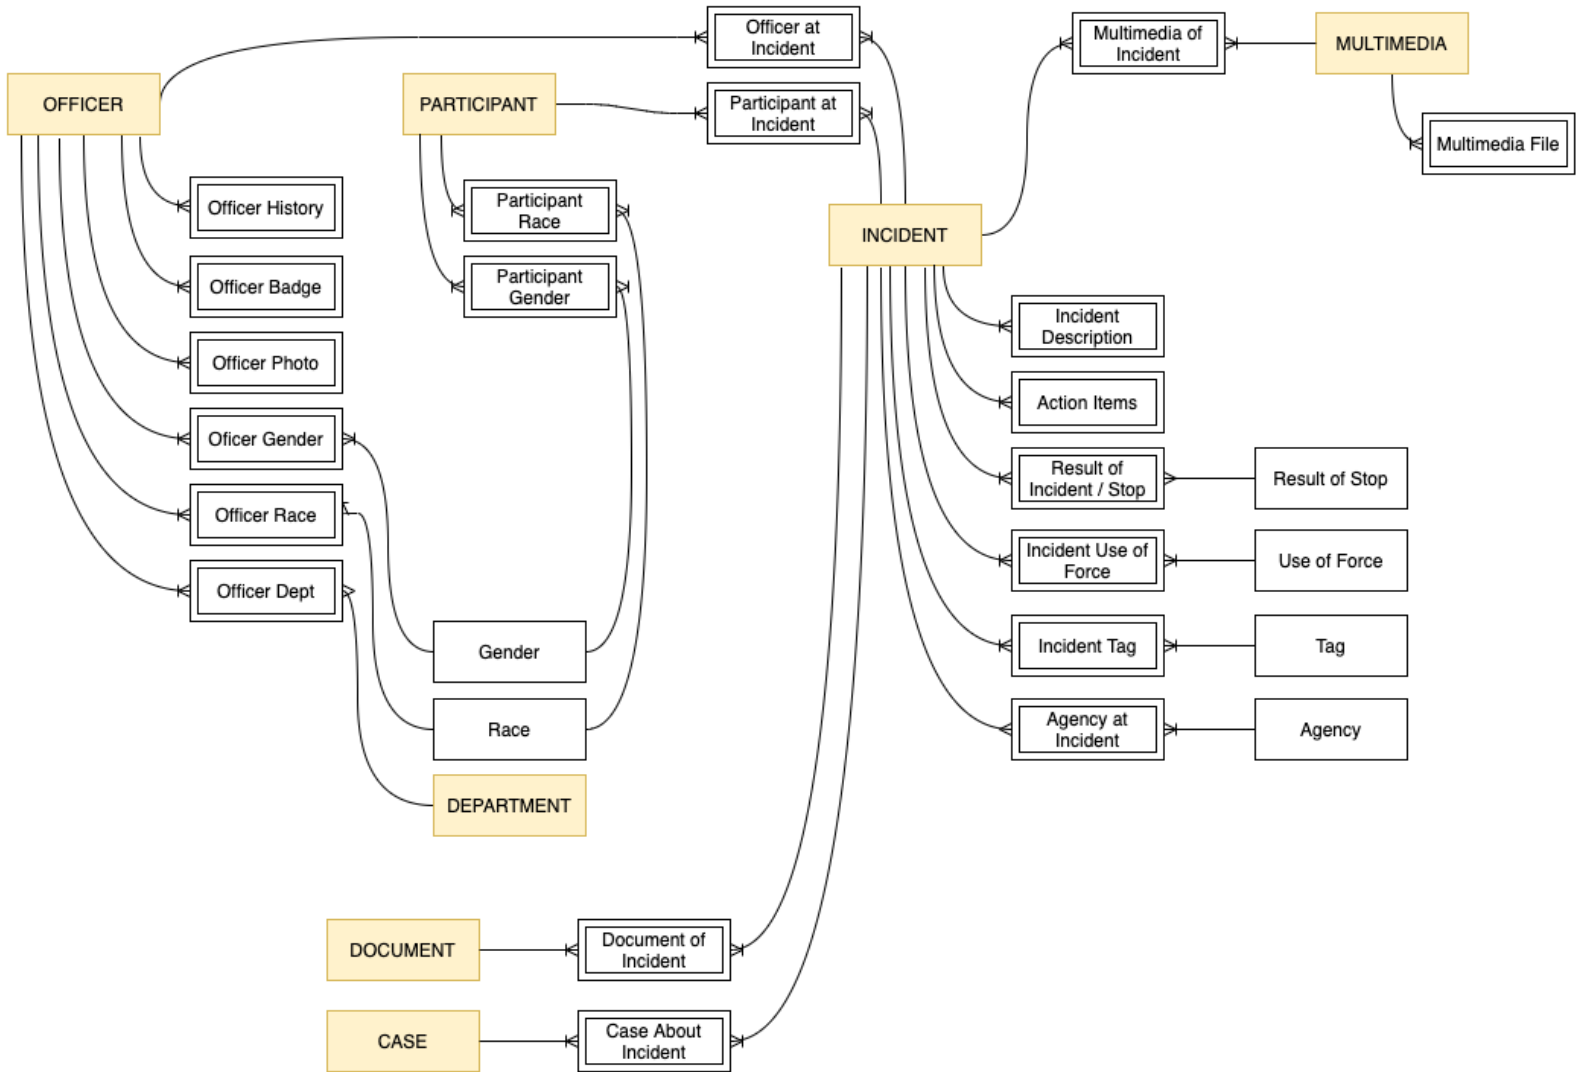 Officer at
Incident
Multimedia of
Incident
MULTIMEDIA
OFFICER
PARTICIPANT
Participant at
Incident
Multimedia File
Officer History
Participant
Race
INCIDENT
Officer Badge
Participant
Gender
Incident
Description
Officer Photo
Action Items
Oficer Gender
Result of
Incident / Stop
Result of Stop
Officer Race
Incident Use of
Force
Use of Force
Officer Dept
Gender
Incident Tag
Tag
Race
Agency at
Incident
Agency
DEPARTMENT
DOCUMENT
Document of
Incident
CASE
Case About
Incident